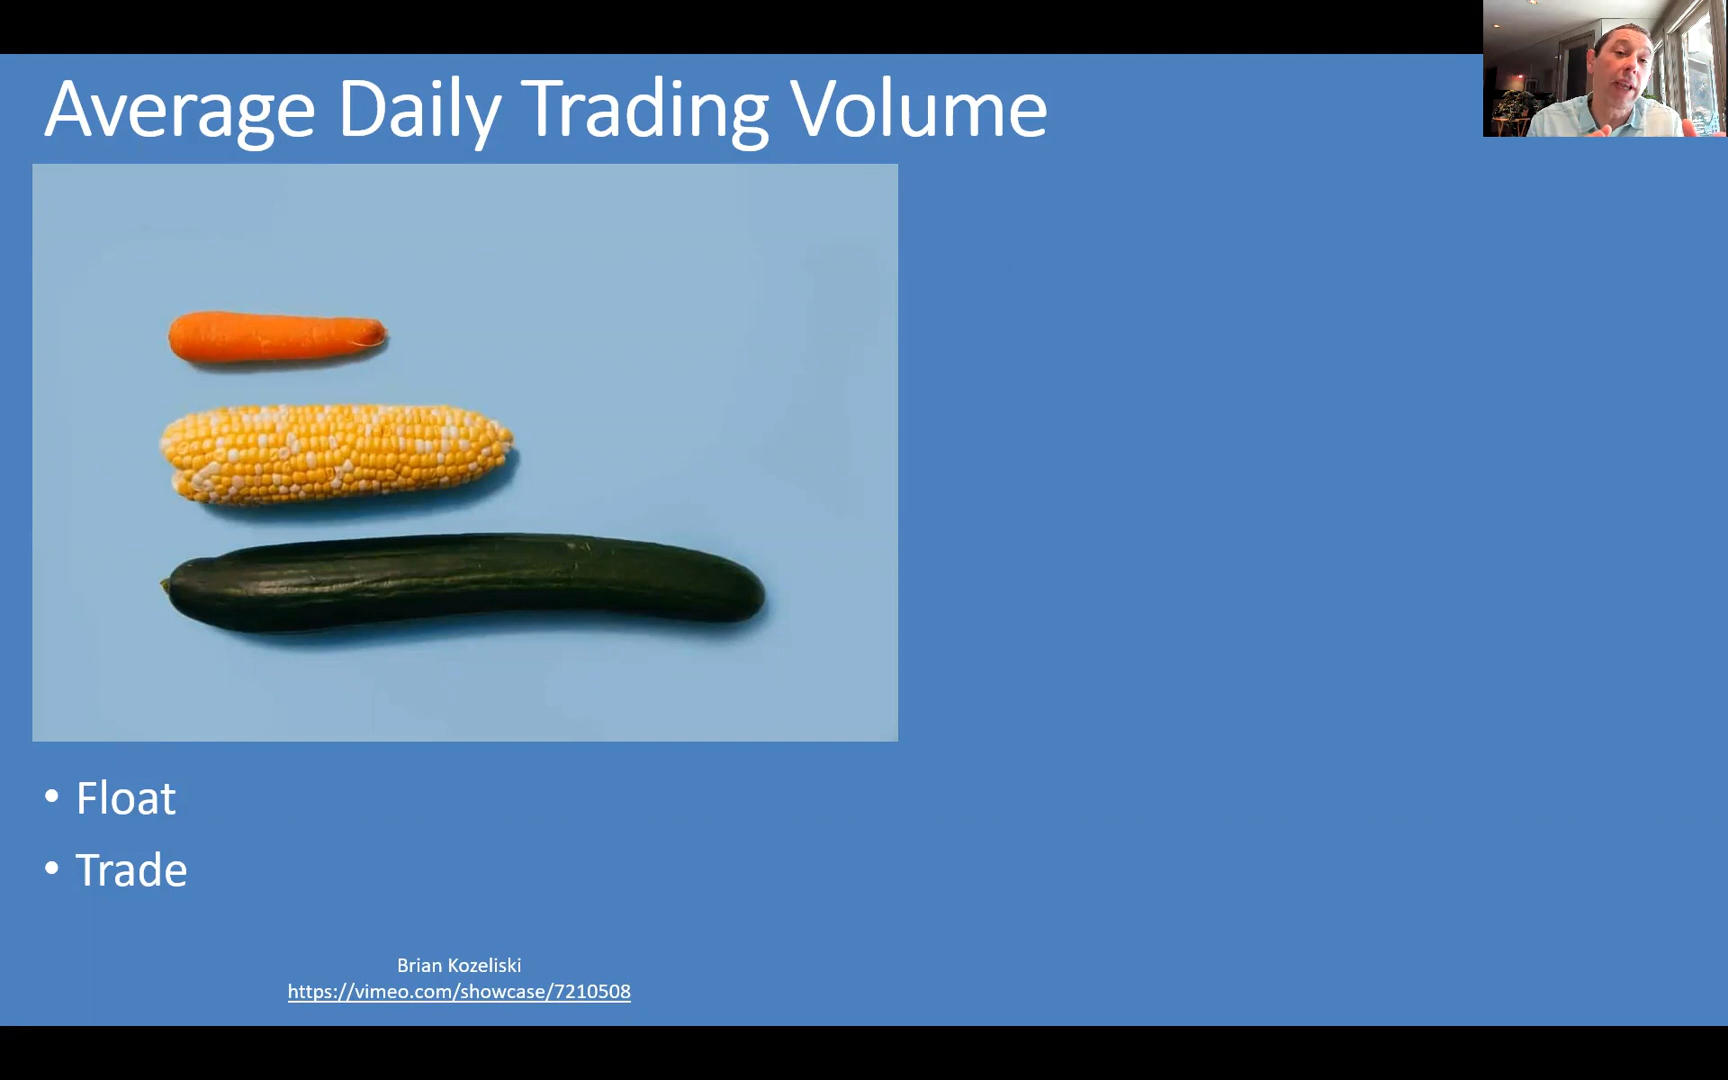 Average Daily Trading Volume
• Float
• Trade
Brian Kozeliski
https://vimeo.com/showcase/7210508